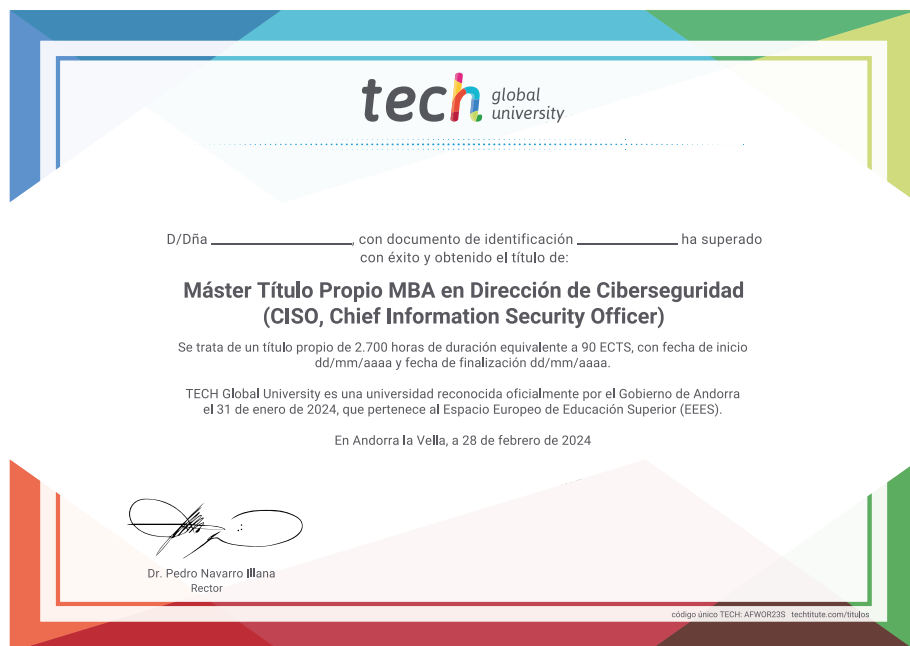 tech global university
D/Dña ____________________, con documento de identificación ______________ ha superado
con éxito y obtenido el título de:
Máster Título Propio MBA en Dirección de Ciberseguridad
(CISO, Chief Information Security Officer)
Se trata de un título propio de 2.700 horas de duración equivalente a 90 ECTS, con fecha de inicio
dd/mm/aaaa y fecha de finalización dd/mm/aaaa.
TECH Global University es una universidad reconocida oficialmente por el Gobierno de Andorra
el 31 de enero de 2024, que pertenece al Espacio Europeo de Educación Superior (EEES).
En Andorra la Vella, a 28 de febrero de 2024
Dr. Pedro Navarro Illana
Rector
código único TECH: AFWOR23S techtitute.com/titulos